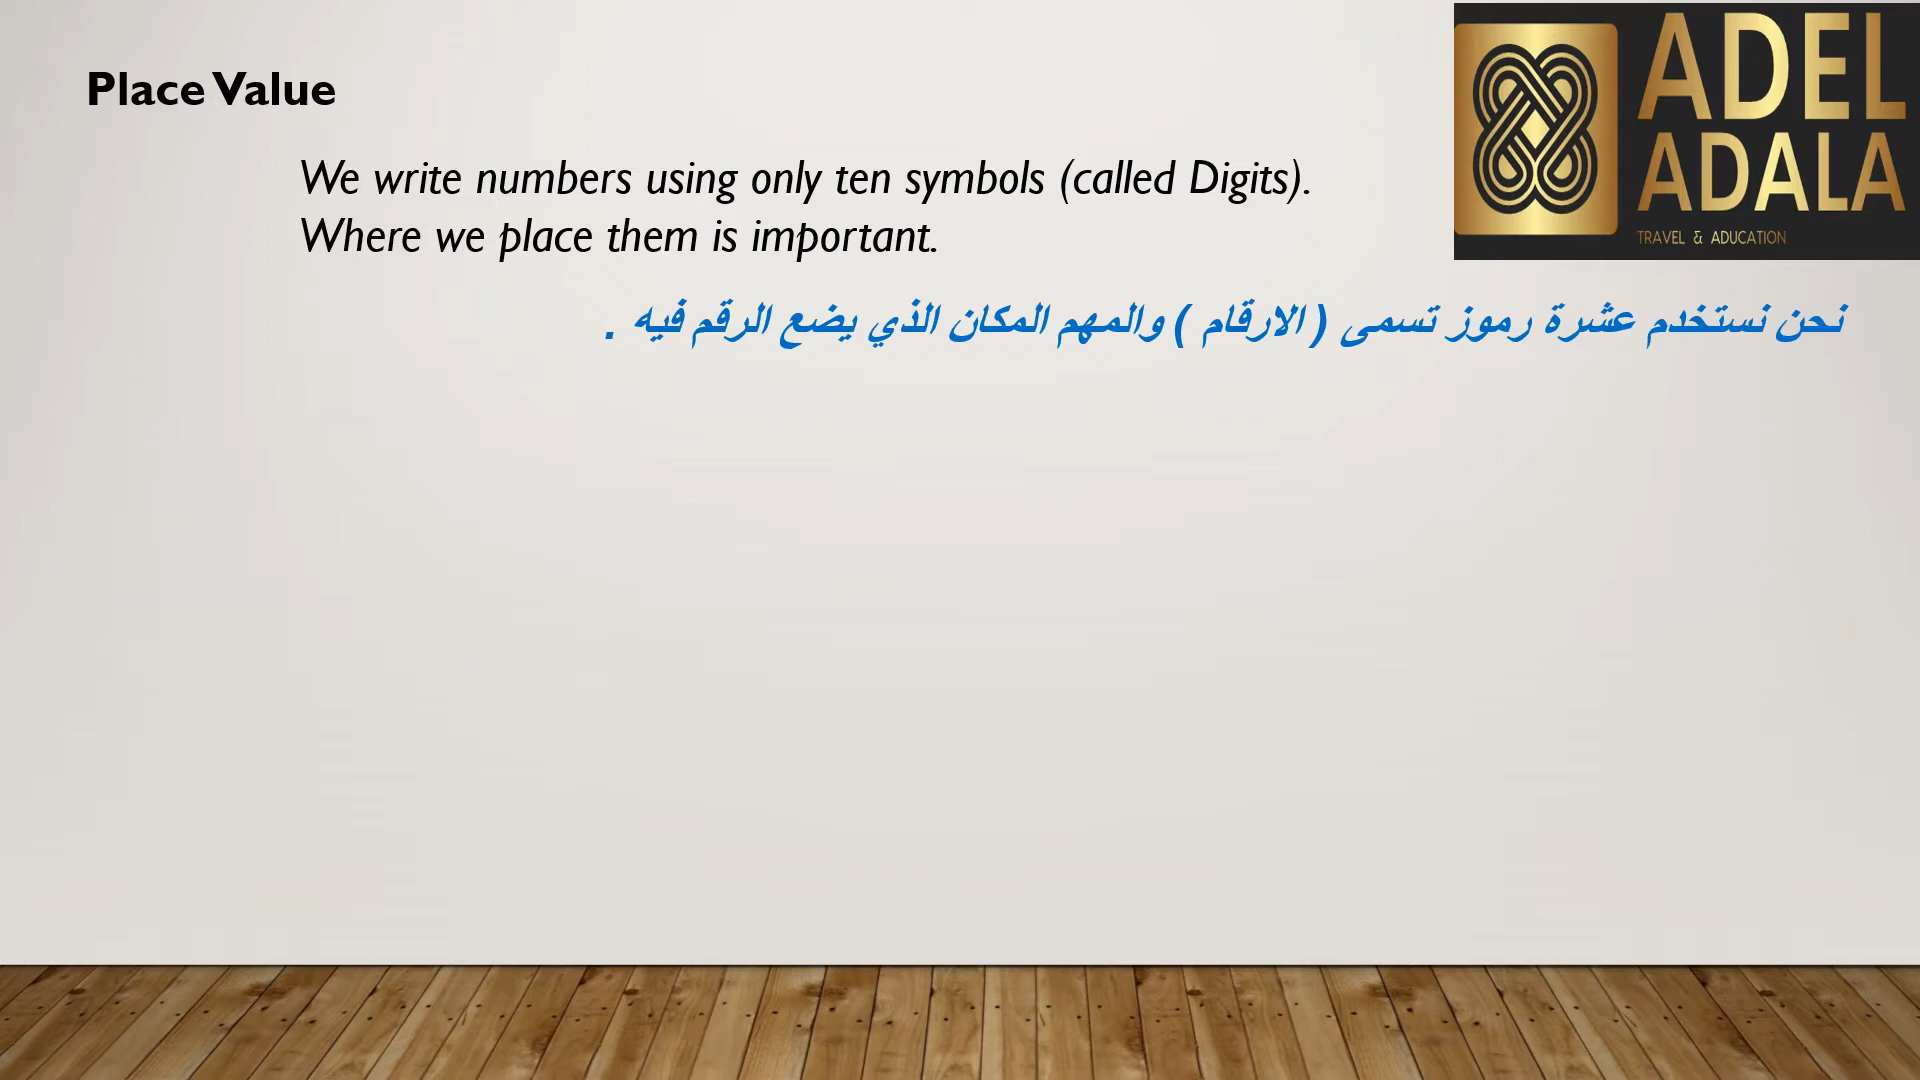 Place Value
We write numbers using only ten symbols (called Digits).
Where we place them is important.
نحن نستخدم عشرة رموز تسمى ( الارقام ) والمهم المكان الذي يضع الرقم فيه .
ADEL
ADALA
TRAVEL & ADUCATION